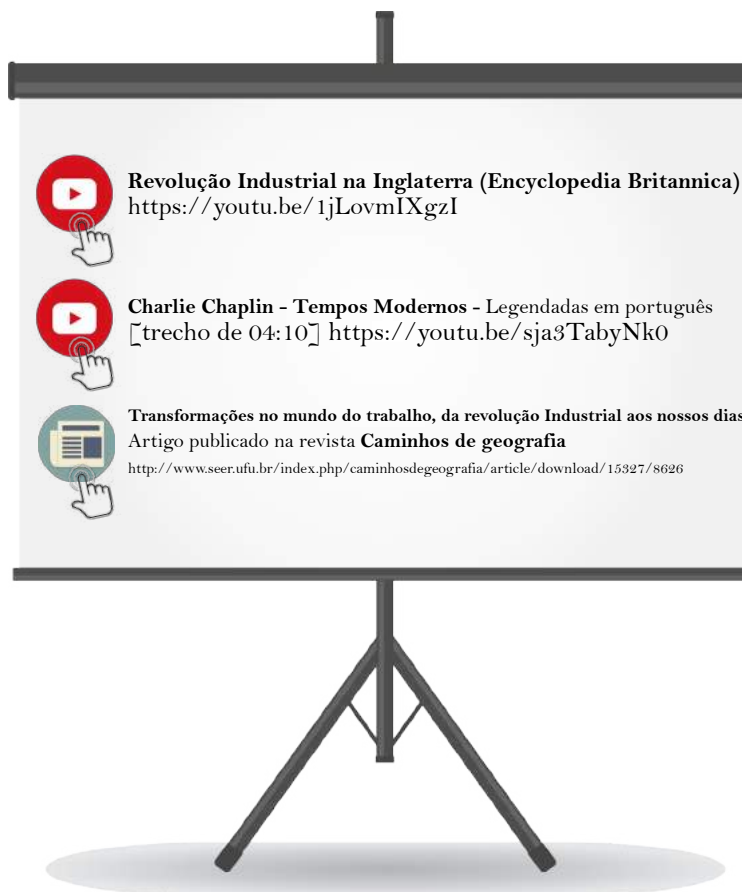 Revolução Industrial na Inglaterra (Encyclopedia Britannica)
https://youtu.be/1jLovmIXgzI
Charlie Chaplin - Tempos Modernos - Legendadas em português
[trecho de 04:10] https://youtu.be/sja3TabyNk0
Transformações no mundo do trabalho, da revolução Industrial aos nossos dias
Artigo publicado na revista Caminhos de geografia
http://www.seer.ufu.br/index.php/caminhosdegeografia/article/download/15327/8626